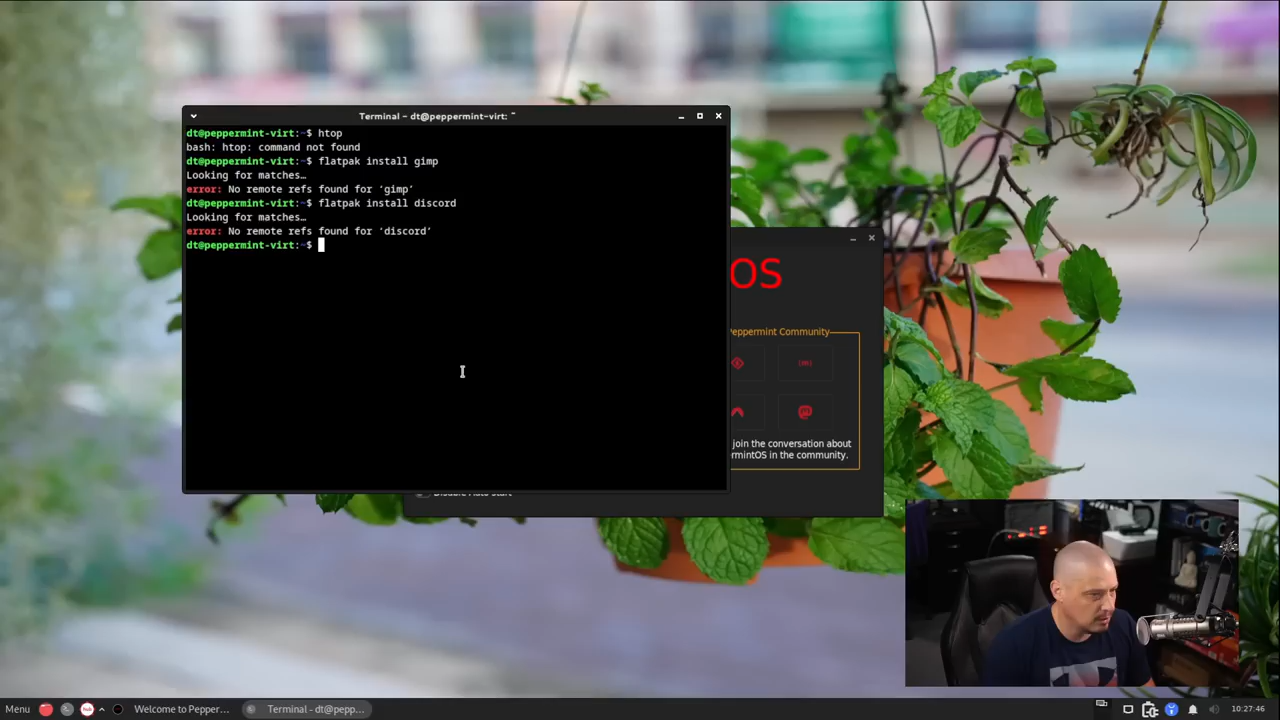 Terminal - dt@peppermint-virt: ~
dt@peppermint-virt:~$ htop
bash: htop: command not found
dt@peppermint-virt:~$ flatpak install gimp
Looking for matches…
error: No remote refs found for ‘gimp’
dt@peppermint-virt:~$ flatpak install discord
Looking for matches…
error: No remote refs found for ‘discord’
dt@peppermint-virt:~$
OS
Peppermint Community
join the conversation about
rmintOS in the community.
Menu
Welcome to Pepper...
Terminal - dt@pepp...
10:27:46